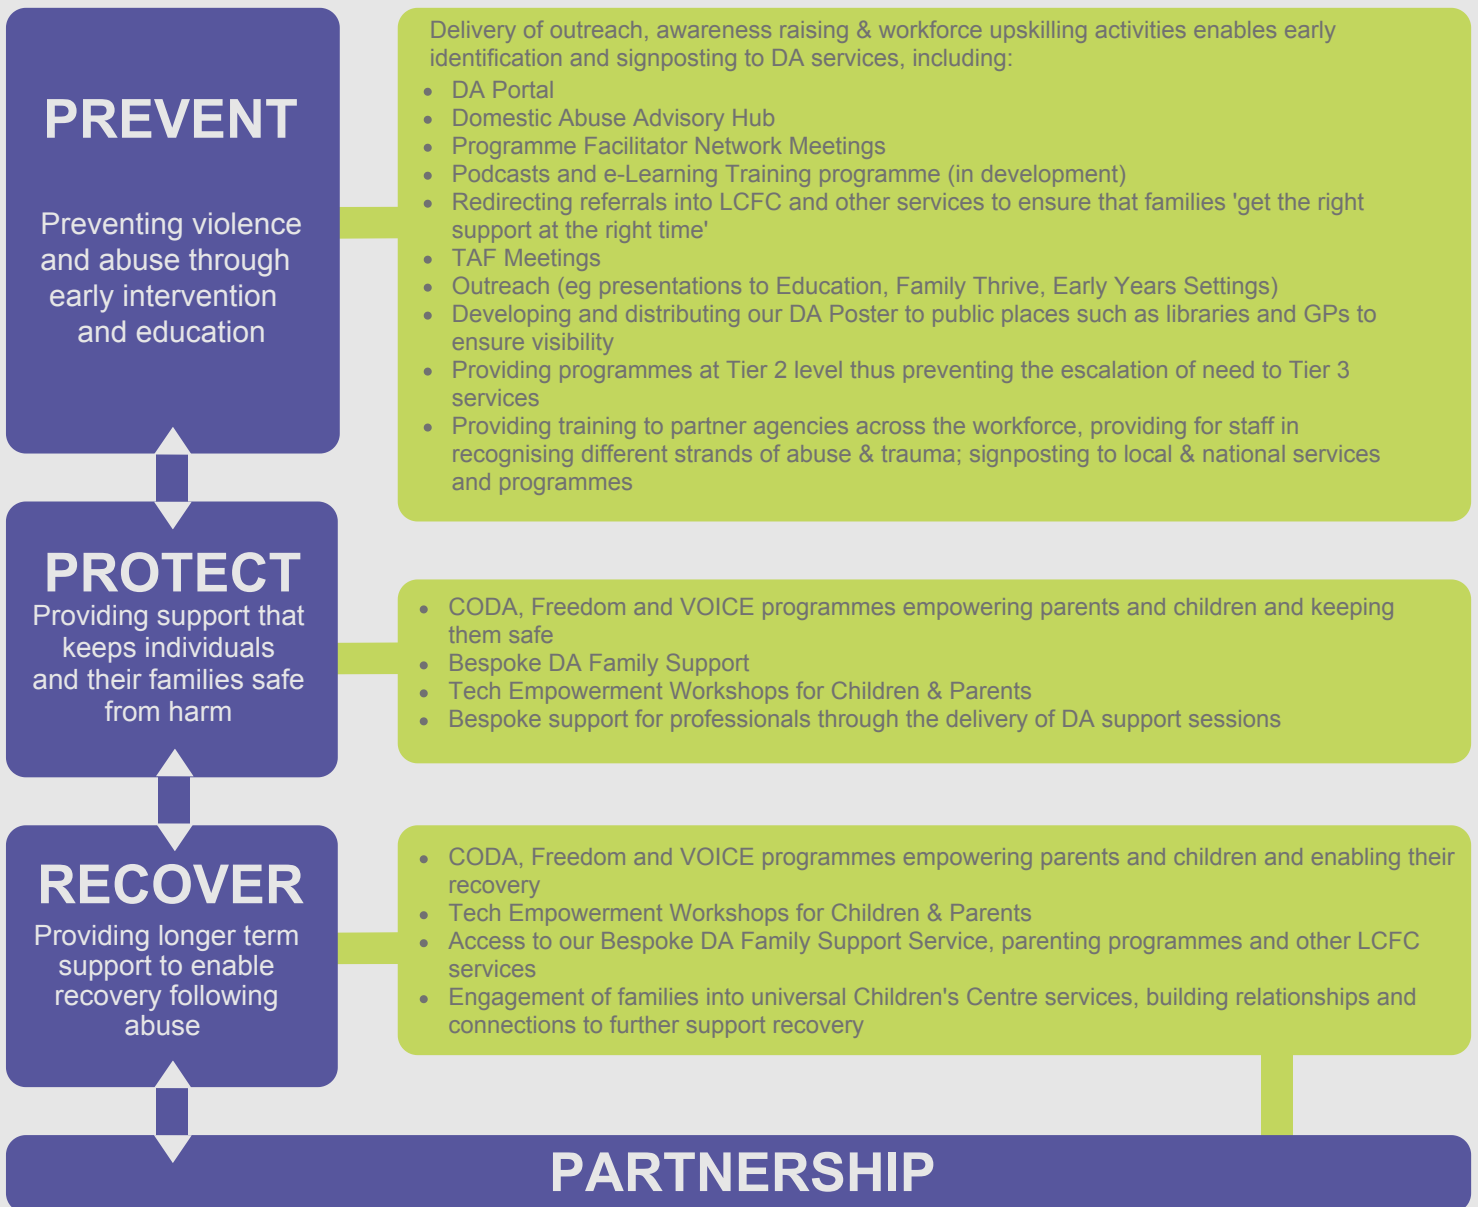 PREVENT
Preventing violence
and abuse through
early intervention
and education
Delivery of outreach, awareness raising & workforce upskilling activities enables early
identification and signposting to DA services, including:
• DA Portal
• Domestic Abuse Advisory Hub
• Programme Facilitator Network Meetings
• Podcasts and e-Learning Training programme (in development)
• Redirecting referrals into LCFC and other services to ensure that families 'get the right
support at the right time'
• TAF Meetings
• Outreach (eg presentations to Education, Family Thrive, Early Years Settings)
• Developing and distributing our DA Poster to public places such as libraries and GPs to
ensure visibility
• Providing programmes at Tier 2 level thus preventing the escalation of need to Tier 3
services
• Providing training to partner agencies across the workforce, providing for staff in
recognising different strands of abuse & trauma; signposting to local & national services
and programmes
PROTECT
Providing support that
keeps individuals
and their families safe
from harm
• CODA, Freedom and VOICE programmes empowering parents and children and keeping
them safe
• Bespoke DA Family Support
• Tech Empowerment Workshops for Children & Parents
• Bespoke support for professionals through the delivery of DA support sessions
RECOVER
Providing longer term
support to enable
recovery following
abuse
• CODA, Freedom and VOICE programmes empowering parents and children and enabling their
recovery
• Tech Empowerment Workshops for Children & Parents
• Access to our Bespoke DA Family Support Service, parenting programmes and other LCFC
services
• Engagement of families into universal Children's Centre services, building relationships and
connections to further support recovery
PARTNERSHIP